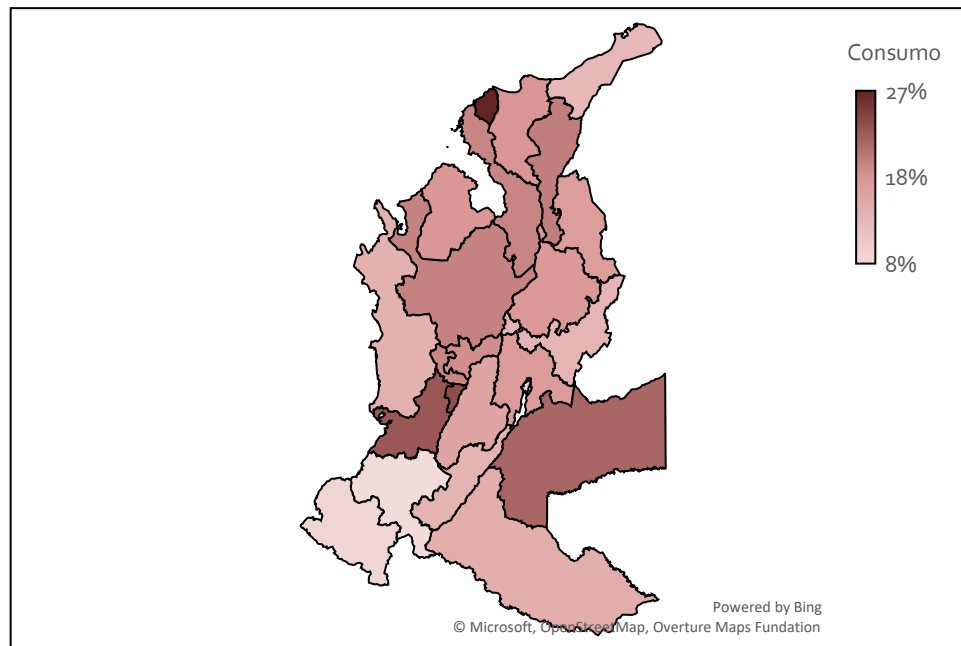 Consumo
27%
18%
8%
Powered by Bing
© Microsoft, OpenStreetMap, Overture Maps Fundation